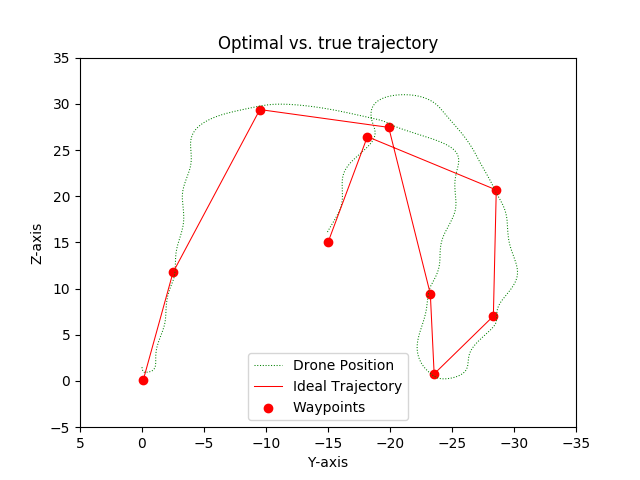 Optimal vs. true trajectory
35
30
25
20
15
10
5
0
−5
Z-axis
Drone Position
Ideal Trajectory
Waypoints
5 0 −5 −10 −15 −20 −25 −30 −35
Y-axis